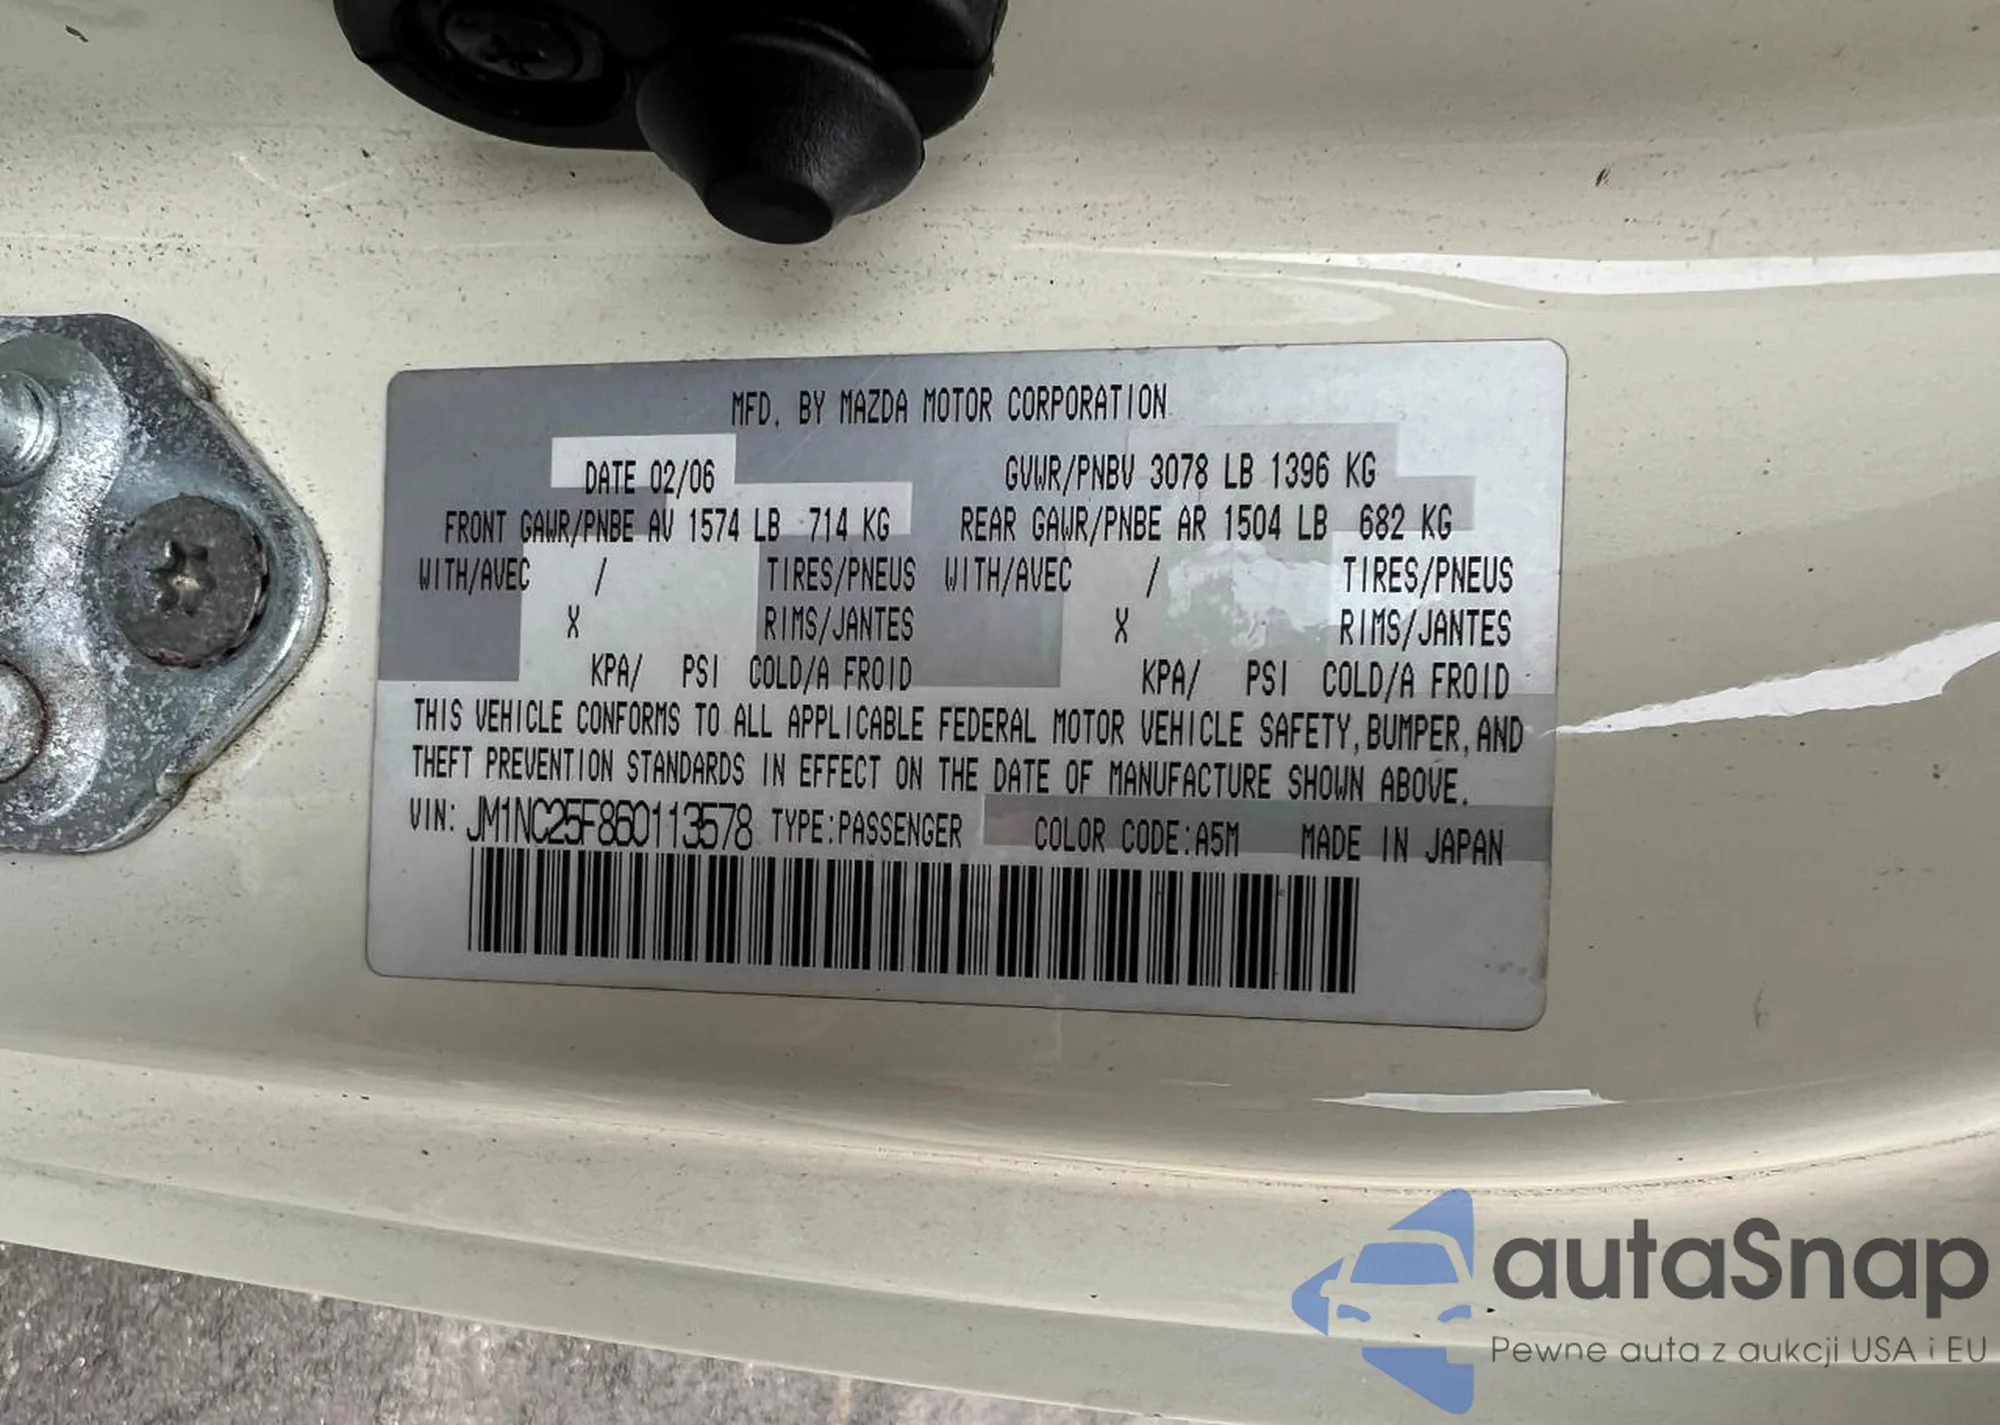 MFD. BY MAZDA MOTOR CORPORATION
DATE 02/06 GVWR/PNBV 3078 LB 1396 KG
FRONT GAWR/PNBE AV 1574 LB 714 KG REAR GAWR/PNBE AR 1504 LB 682 KG
WITH/AVEC / TIRES/PNEUS WITH/AVEC / TIRES/PNEUS
X RIMS/JANTES X RIMS/JANTES
KPA/ PSI COLD/A FROID KPA/ PSI COLD/A FROID
THIS VEHICLE CONFORMS TO ALL APPLICABLE FEDERAL MOTOR VEHICLE SAFETY, BUMPER, AND
THEFT PREVENTION STANDARDS IN EFFECT ON THE DATE OF MANUFACTURE SHOWN ABOVE.
VIN: JM1NC25F860113578 TYPE:PASSENGER COLOR CODE:A5M MADE IN JAPAN
autaSnap
Pewne auta z aukcji USA i EU